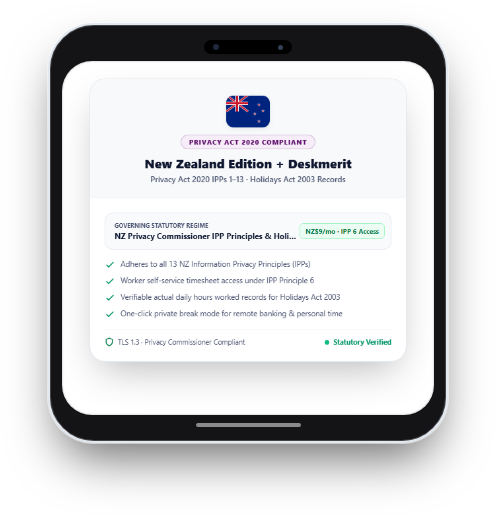 PRIVACY ACT 2020 COMPLIANT
New Zealand Edition + Deskmerit
Privacy Act 2020 IPPs 1–13 · Holidays Act 2003 Records
GOVERNING STATUTORY REGIME
NZ Privacy Commissioner IPP Principles & Holi...
NZ$9/mo · IPP 6 Access
Adheres to all 13 NZ Information Privacy Principles (IPPs)
Worker self-service timesheet access under IPP Principle 6
Verifiable actual daily hours worked records for Holidays Act 2003
One-click private break mode for remote banking & personal time
TLS 1.3 · Privacy Commissioner Compliant
Statutory Verified